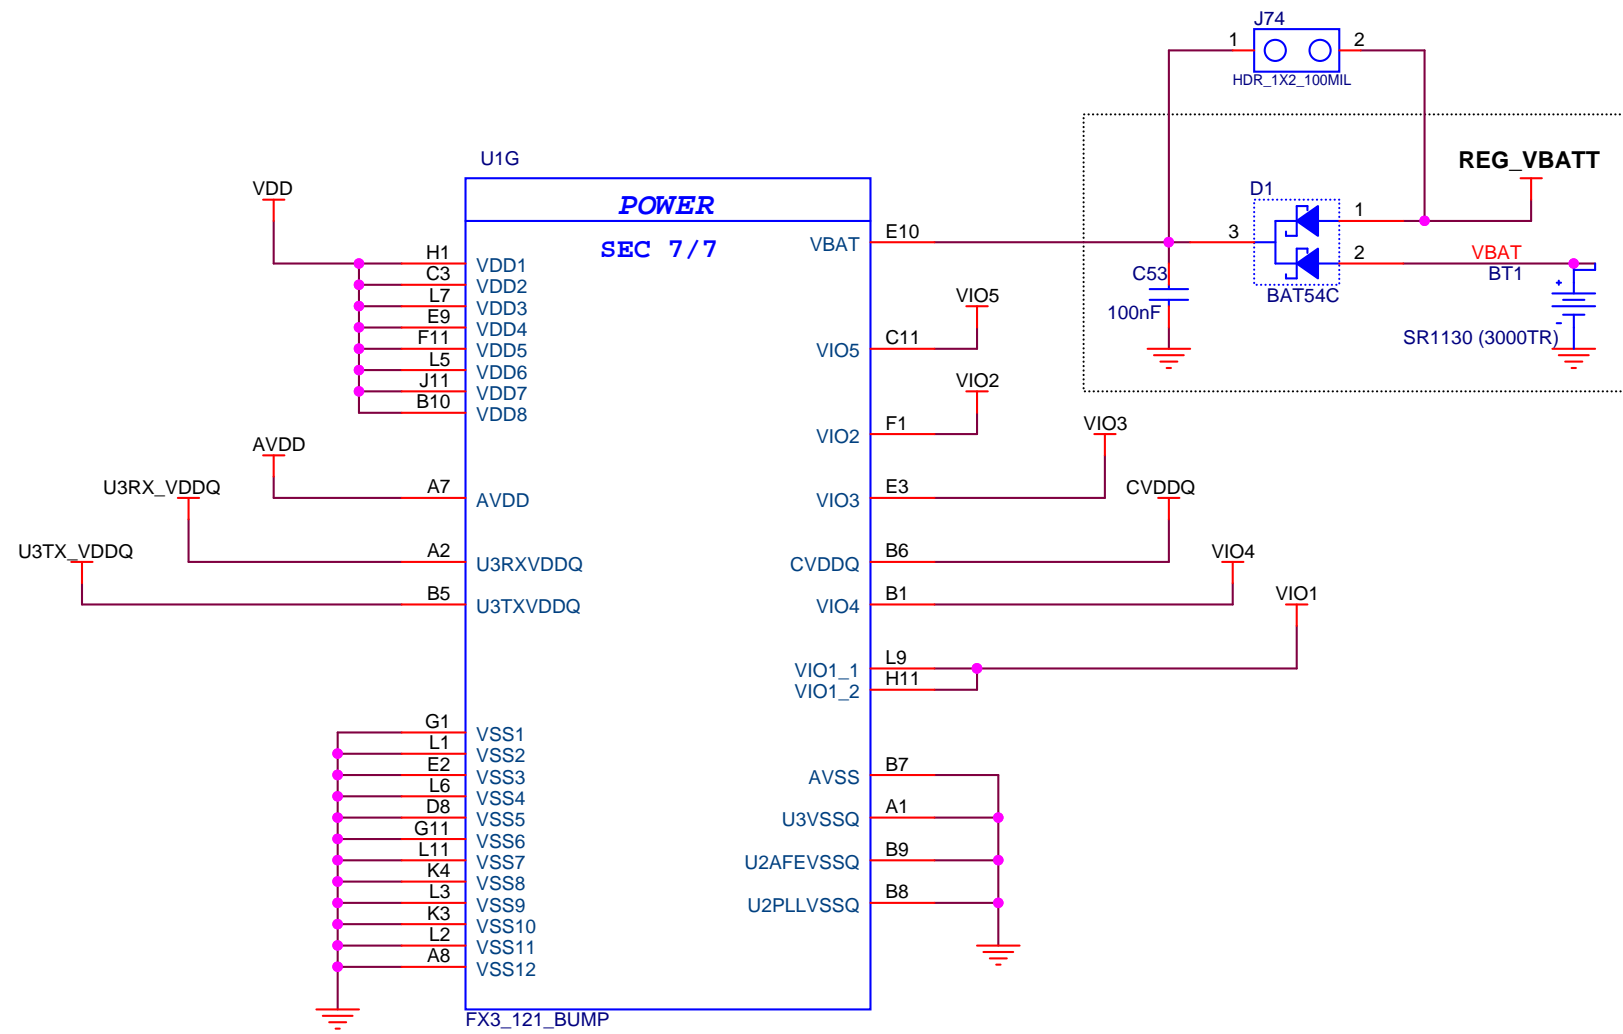 J74
1
2
HDR_1X2_100MIL
U1G
REG_VBATT
VDD
POWER
D1
SEC 7/7
VBAT
E10
3
1
2
VBAT
BT1
+
-
C53
100nF
BAT54C
SR1130 (3000TR)
H1
VDD1
C3
VDD2
L7
VDD3
E9
VDD4
F11
VDD5
L5
VDD6
J11
VDD7
B10
VDD8
VIO5
VIO5
C11
VIO2
VIO2
F1
AVDD
A7
AVDD
VIO3
VIO3
E3
U3RX_VDDQ
A2
U3RXVDDQ
CVDDQ
CVDDQ
B6
U3TX_VDDQ
B5
U3TXVDDQ
VIO4
VIO4
B1
VIO1
VIO1_1
L9
VIO1_2
H11
G1
VSS1
L1
VSS2
E2
VSS3
L6
VSS4
D8
VSS5
G11
VSS6
L11
VSS7
K4
VSS8
L3
VSS9
K3
VSS10
L2
VSS11
A8
VSS12
AVSS
B7
U3VSSQ
A1
U2AFEVSSQ
B9
U2PLLVSSQ
B8
FX3_121_BUMP